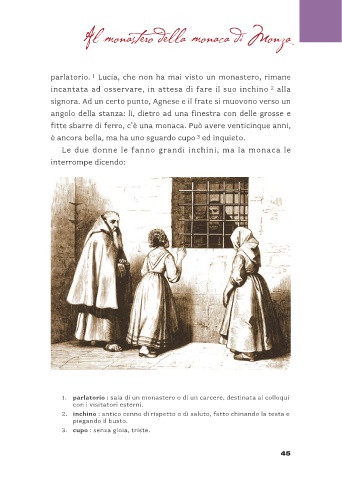 Al monastero della monaca di Monza
parlatorio. 1 Lucia, che non ha mai visto un monastero, rimane
incantata ad osservare, in attesa di fare il suo inchino 2 alla
signora. Ad un certo punto, Agnese e il frate si muovono verso un
angolo della stanza: lì, dietro ad una finestra con delle grosse e
fitte sbarre di ferro, c'è una monaca. Può avere venticinque anni,
è ancora bella, ma ha uno sguardo cupo 3 ed inquieto.
Le due donne le fanno grandi inchini, ma la monaca le
interrompe dicendo:
1. parlatorio : sala di un monastero o di un carcere, destinata ai colloqui
con i visitatori esterni.
2. inchino : antico cenno di rispetto o di saluto, fatto chinando la testa e
piegando il busto.
3. cupo : senza gioia, triste.
45